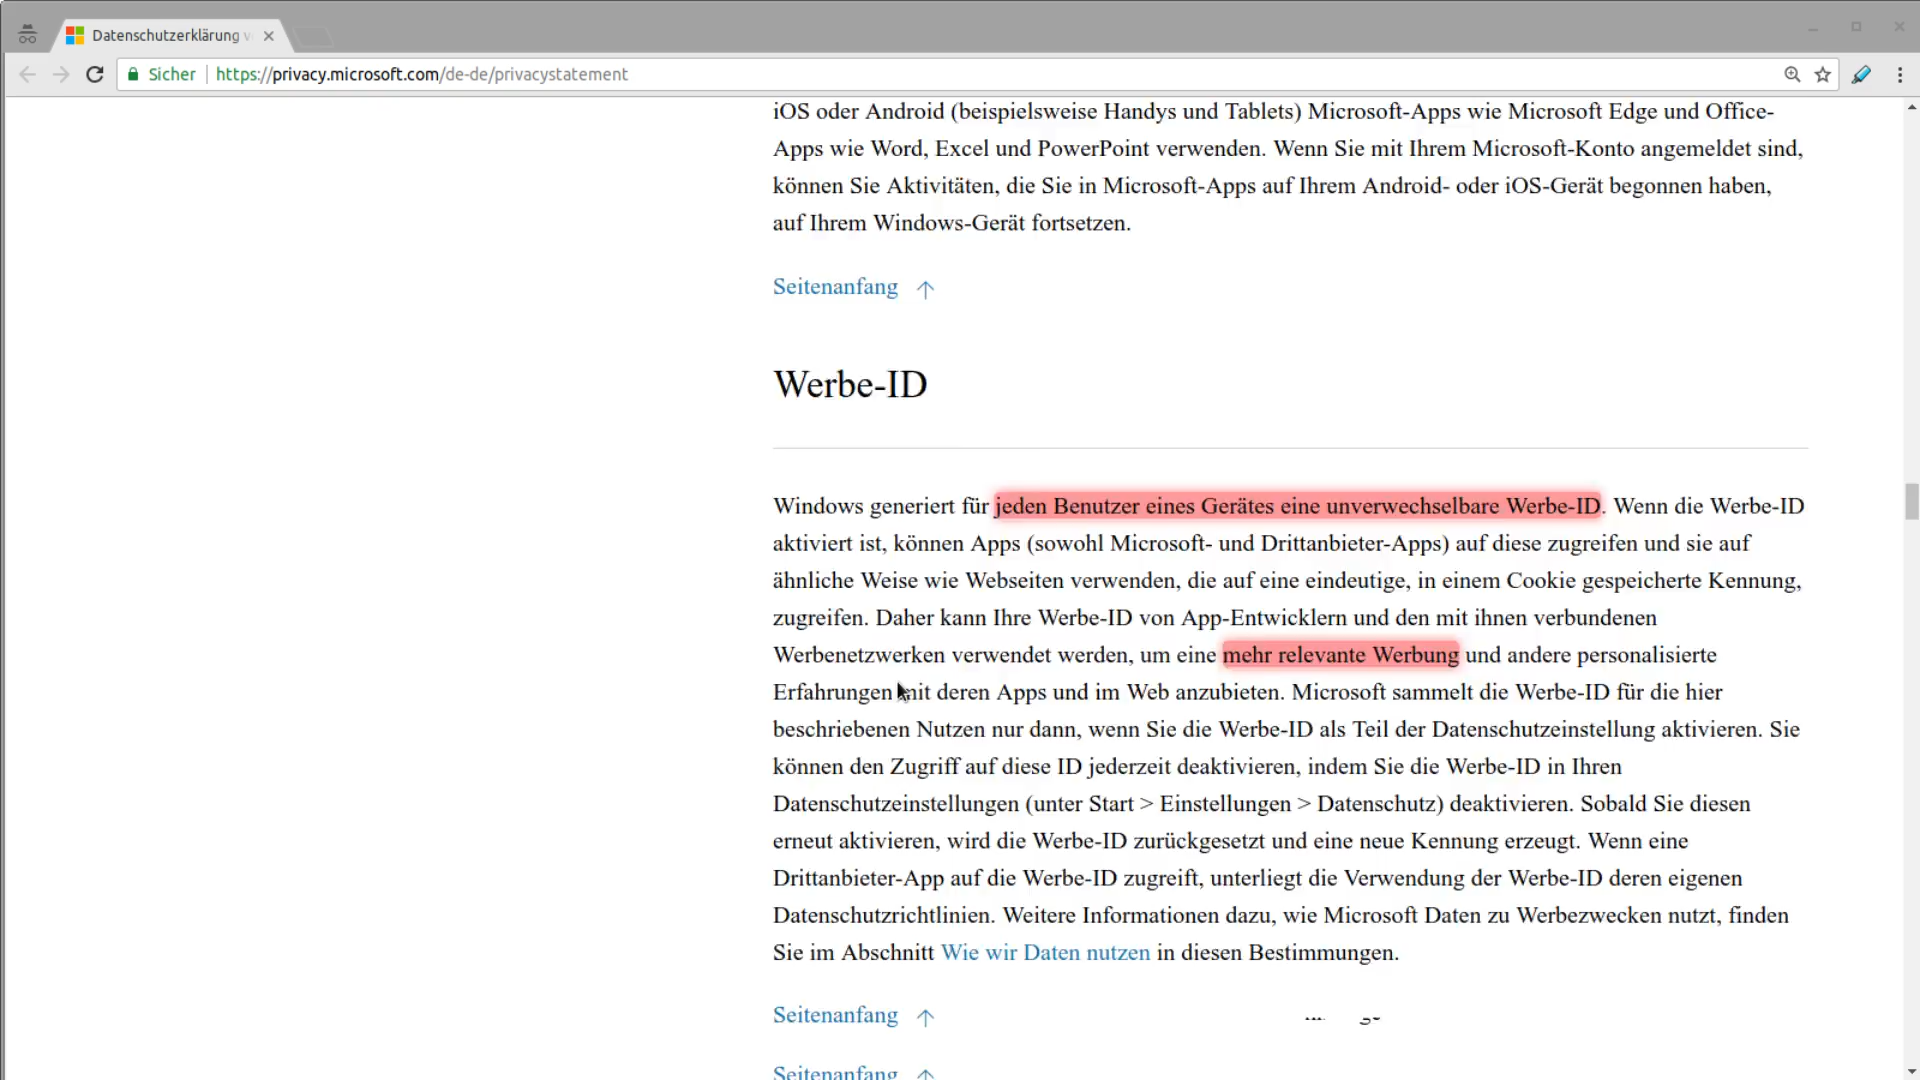 Datenschutzerklärung v
Sicher
https://privacy.microsoft.com/de-de/privacystatement
iOS oder Android (beispielsweise Handys und Tablets) Microsoft-Apps wie Microsoft Edge und Office-
Apps wie Word, Excel und PowerPoint verwenden. Wenn Sie mit Ihrem Microsoft-Konto angemeldet sind,
können Sie Aktivitäten, die Sie in Microsoft-Apps auf Ihrem Android- oder iOS-Gerät begonnen haben,
auf Ihrem Windows-Gerät fortsetzen.
Seitenanfang ↑
Werbe-ID
Windows generiert für jeden Benutzer eines Gerätes eine unverwechselbare Werbe-ID. Wenn die Werbe-ID
aktiviert ist, können Apps (sowohl Microsoft- und Drittanbieter-Apps) auf diese zugreifen und sie auf
ähnliche Weise wie Webseiten verwenden, die auf eine eindeutige, in einem Cookie gespeicherte Kennung,
zugreifen. Daher kann Ihre Werbe-ID von App-Entwicklern und den mit ihnen verbundenen
Werbenetzwerken verwendet werden, um eine mehr relevante Werbung und andere personalisierte
Erfahrungen mit deren Apps und im Web anzubieten. Microsoft sammelt die Werbe-ID für die hier
beschriebenen Nutzen nur dann, wenn Sie die Werbe-ID als Teil der Datenschutzeinstellung aktivieren. Sie
können den Zugriff auf diese ID jederzeit deaktivieren, indem Sie die Werbe-ID in Ihren
Datenschutzeinstellungen (unter Start > Einstellungen > Datenschutz) deaktivieren. Sobald Sie diesen
erneut aktivieren, wird die Werbe-ID zurückgesetzt und eine neue Kennung erzeugt. Wenn eine
Drittanbieter-App auf die Werbe-ID zugreift, unterliegt die Verwendung der Werbe-ID deren eigenen
Datenschutzrichtlinien. Weitere Informationen dazu, wie Microsoft Daten zu Werbezwecken nutzt, finden
Sie im Abschnitt Wie wir Daten nutzen in diesen Bestimmungen.
Seitenanfang ↑
Seitenanfang ↑